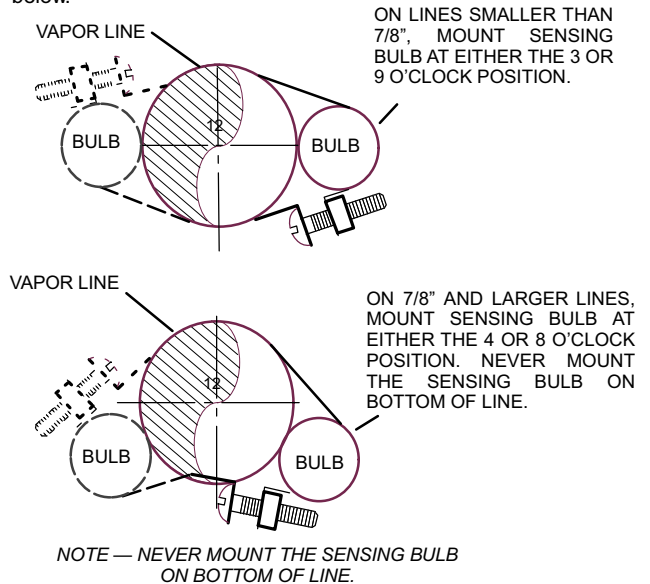 below.
VAPOR LINE
ON LINES SMALLER THAN
7/8”, MOUNT SENSING
BULB AT EITHER THE 3 OR
9 O’CLOCK POSITION.
12
BULB
BULB
VAPOR LINE
ON 7/8” AND LARGER LINES,
MOUNT SENSING BULB AT
EITHER THE 4 OR 8 O’CLOCK
POSITION. NEVER MOUNT
THE SENSING BULB ON
BOTTOM OF LINE.
12
BULB
BULB
NOTE — NEVER MOUNT THE SENSING BULB
ON BOTTOM OF LINE.